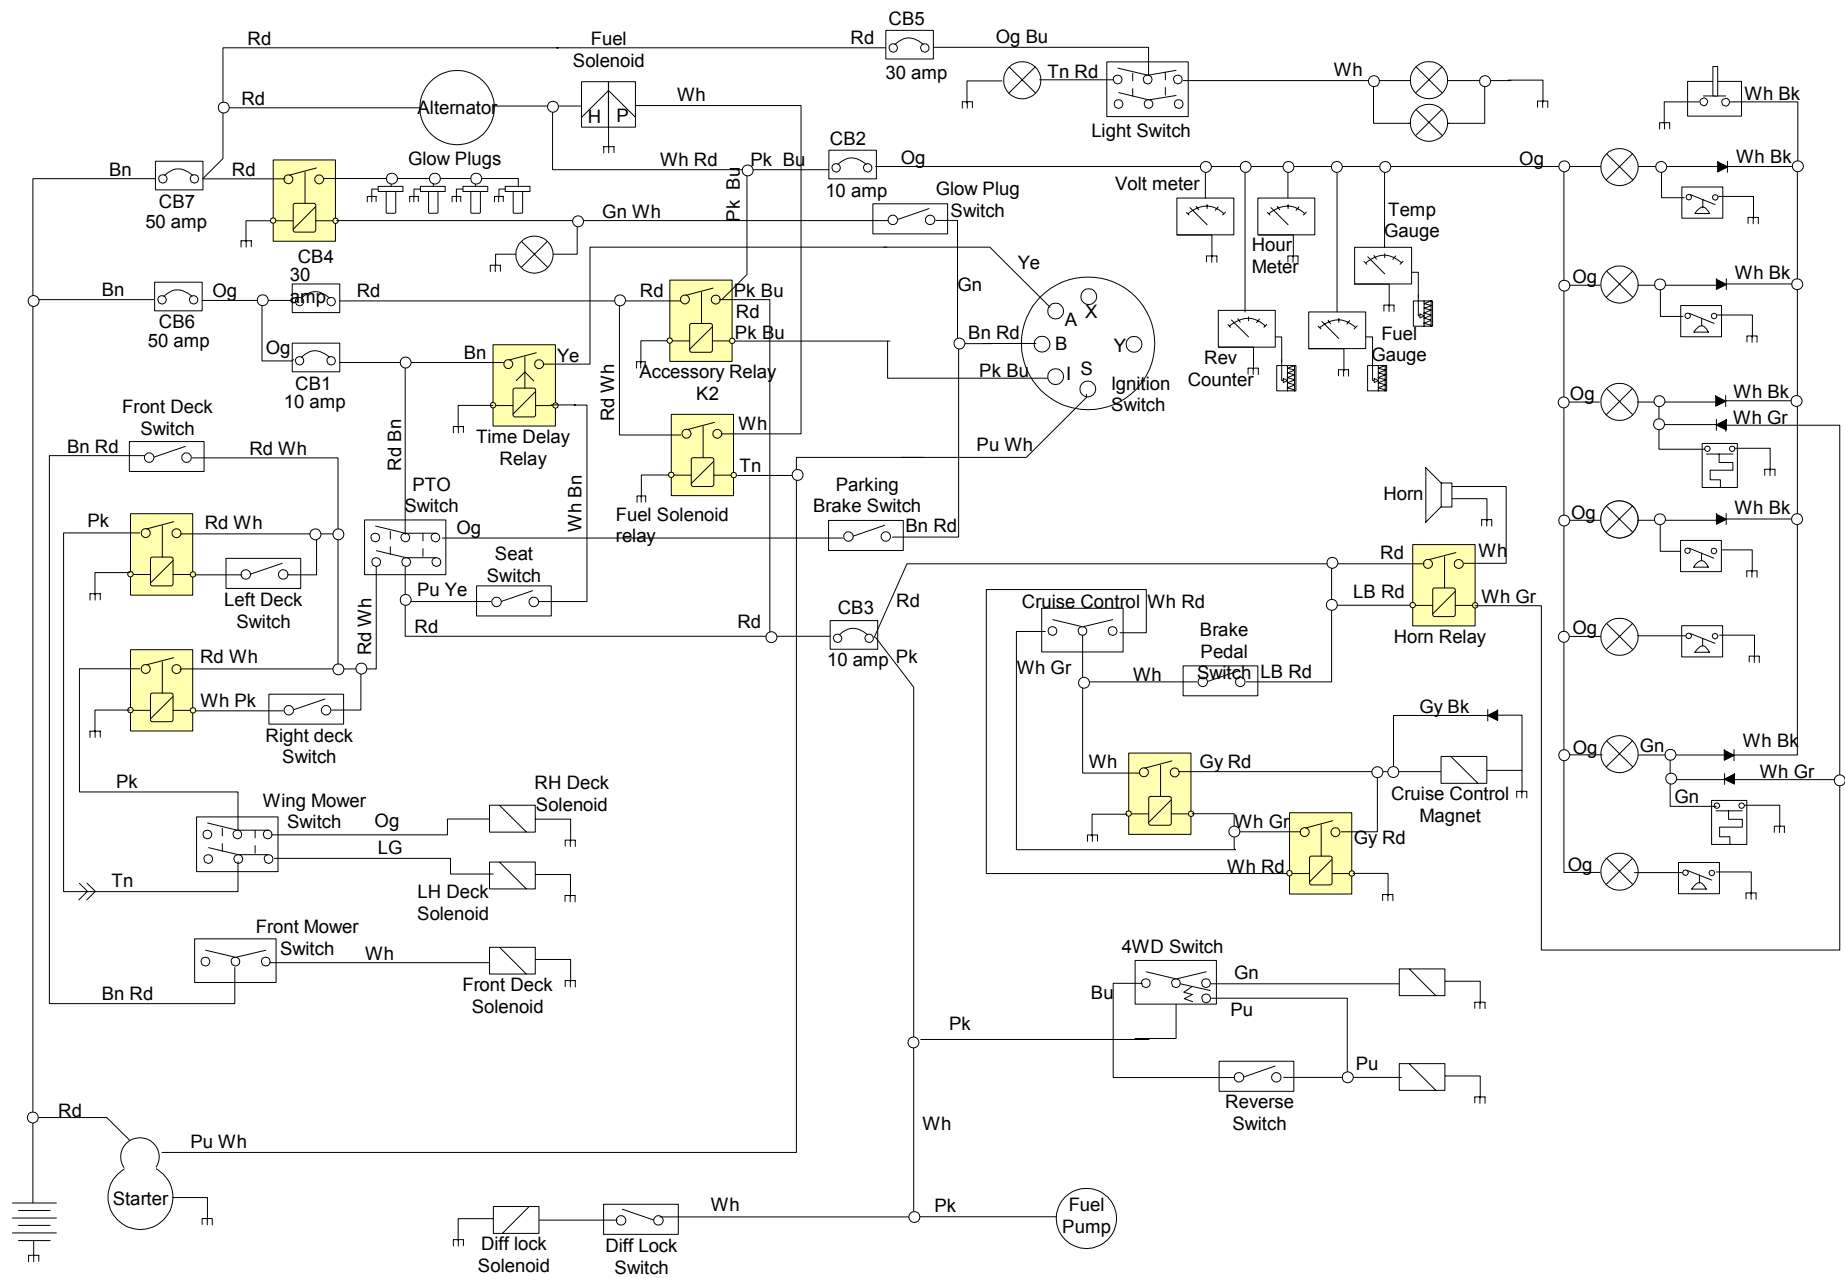 CB5
Rd
Fuel
Solenoid
Rd
Og Bu
30 amp
Tn Rd
Wh
Light Switch
Rd
Alternator
H P
Wh
Wh Bk
Glow Plugs
Wh Rd
Pk Bu
CB2
10 amp
Og
Og
Wh Bk
Bn
CB7
50 amp
Rd
Pk Bu
Glow Plug
Switch
Volt meter
Hour
Meter
Temp
Gauge
Gn Wh
CB4
30
amp
Ye
Gn
Bn
CB6
50 amp
Og
Rd
Rd
Pk Bu
Rd
Pk Bu
Accessory Relay
K2
A X
Bn Rd
B Y
Pk Bu
I S
Ignition
Switch
Rev
Counter
Fuel
Gauge
Og
Wh Bk
Og
CB1
10 amp
Bn
Ye
Time Delay
Relay
Rd Wh
Wh
Tn
Fuel Solenoid
relay
Pu Wh
Og
Wh Bk
Wh Gr
Front Deck
Switch
Bn Rd
Rd Wh
Rd Bn
Wh Bn
PTO
Switch
Og
Parking
Brake Switch
Bn Rd
Horn
Og
Wh Bk
Pk
Rd Wh
Left Deck
Switch
Seat
Switch
Pu Ye
Rd
Rd
CB3
10 amp
Rd
Pk
Rd
Wh
LB Rd
Wh Gr
Horn Relay
Cruise Control
Wh Rd
Brake
Pedal
Switch
Wh Gr
Wh
LB Rd
Og
Rd Wh
Rd Wh
Wh Pk
Right deck
Switch
Gy Bk
Wh
Gy Rd
Cruise Control
Magnet
Og
Gn
Wh Bk
Wh Gr
Gn
Pk
Wing Mower
Switch
Og
LG
RH Deck
Solenoid
LH Deck
Solenoid
Tn
Wh Gr
Gy Rd
Wh Rd
Og
Front Mower
Switch
Wh
Front Deck
Solenoid
Bn Rd
4WD Switch
Gn
Bu
Pu
Pk
Pu
Reverse
Switch
Rd
Pu Wh
Starter
Wh
Wh
Pk
Fuel
Pump
Diff lock
Solenoid
Diff Lock
Switch